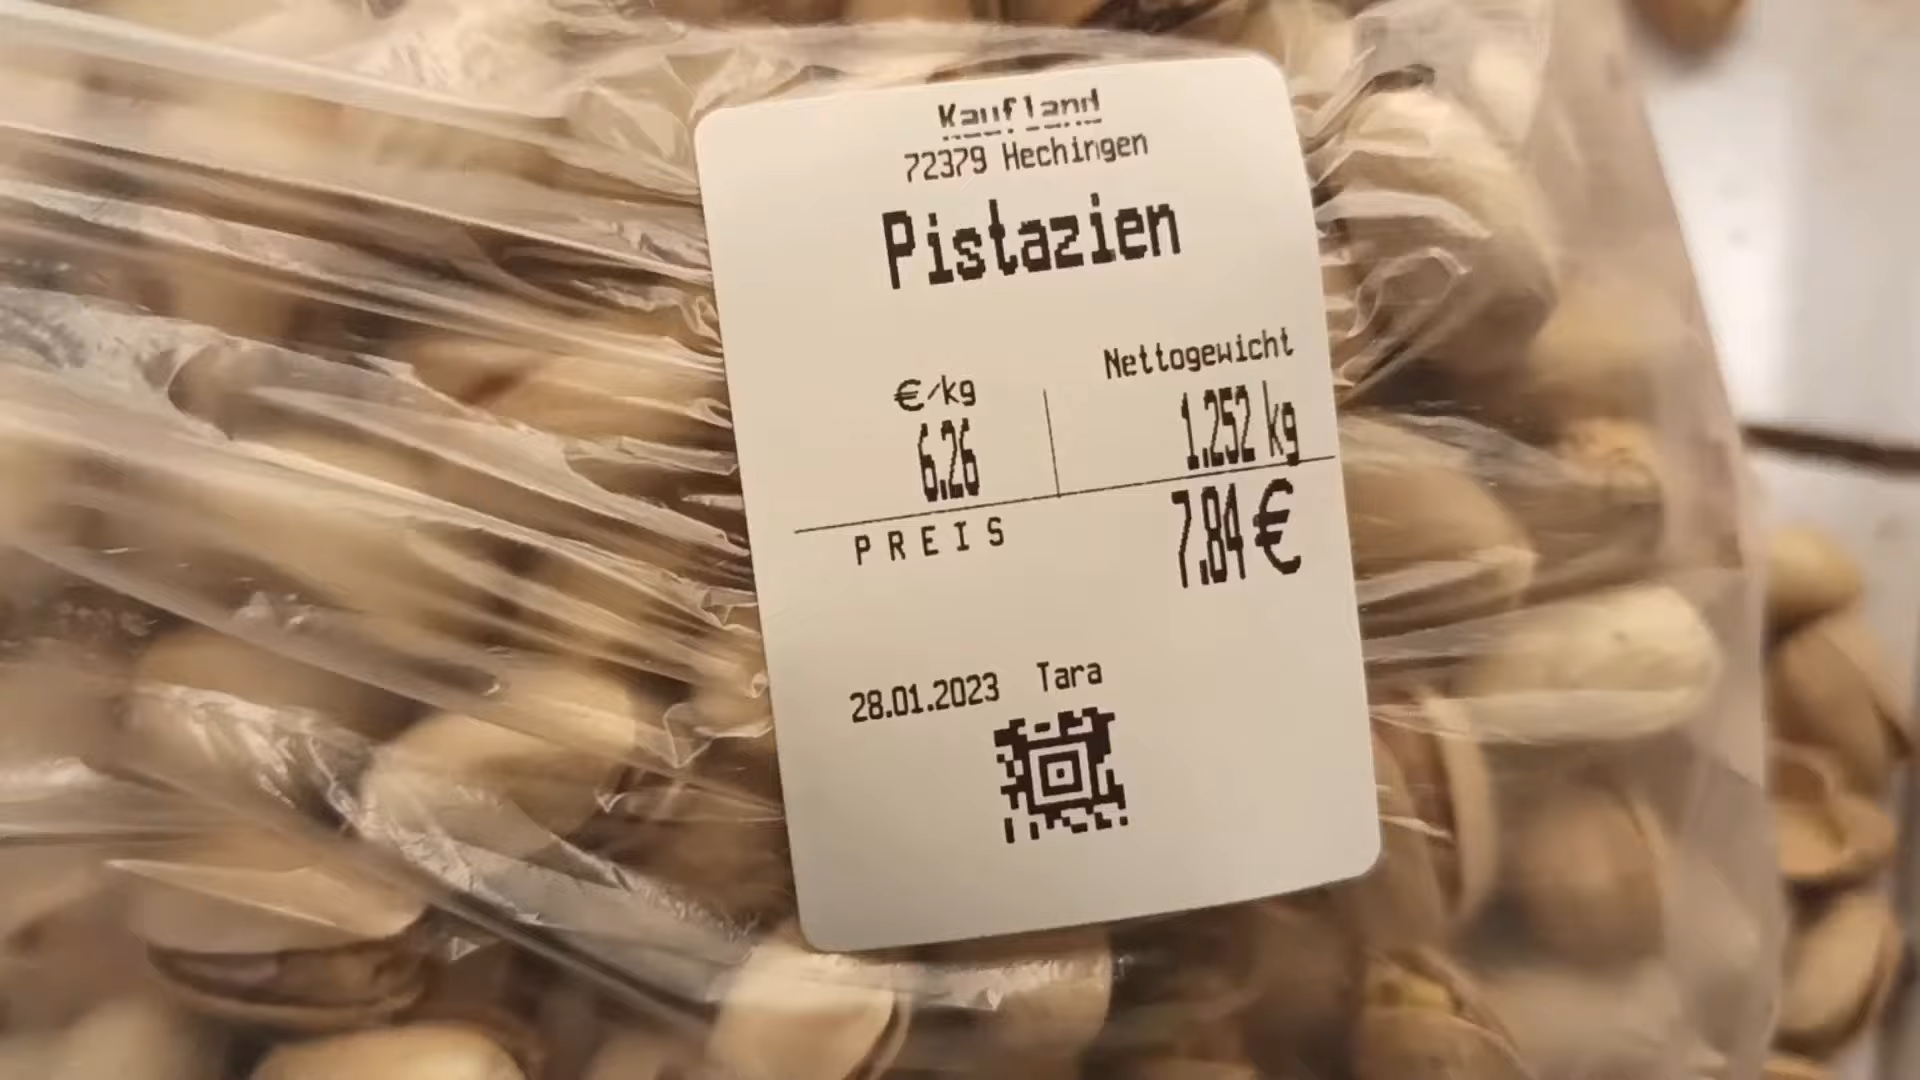 Kaufland
72379 Hechingen
Pistazien
€/kg Nettogewicht
6.26 1.252 kg
PREIS 7.84 €
28.01.2023 Tara